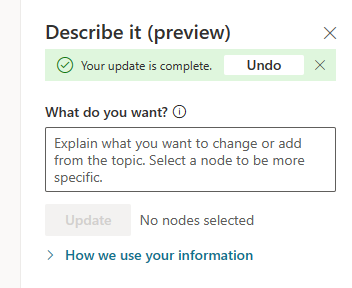 Describe it (preview)
Your update is complete. Undo
What do you want?
Explain what you want to change or add
from the topic. Select a node to be more
specific.
Update No nodes selected
How we use your information